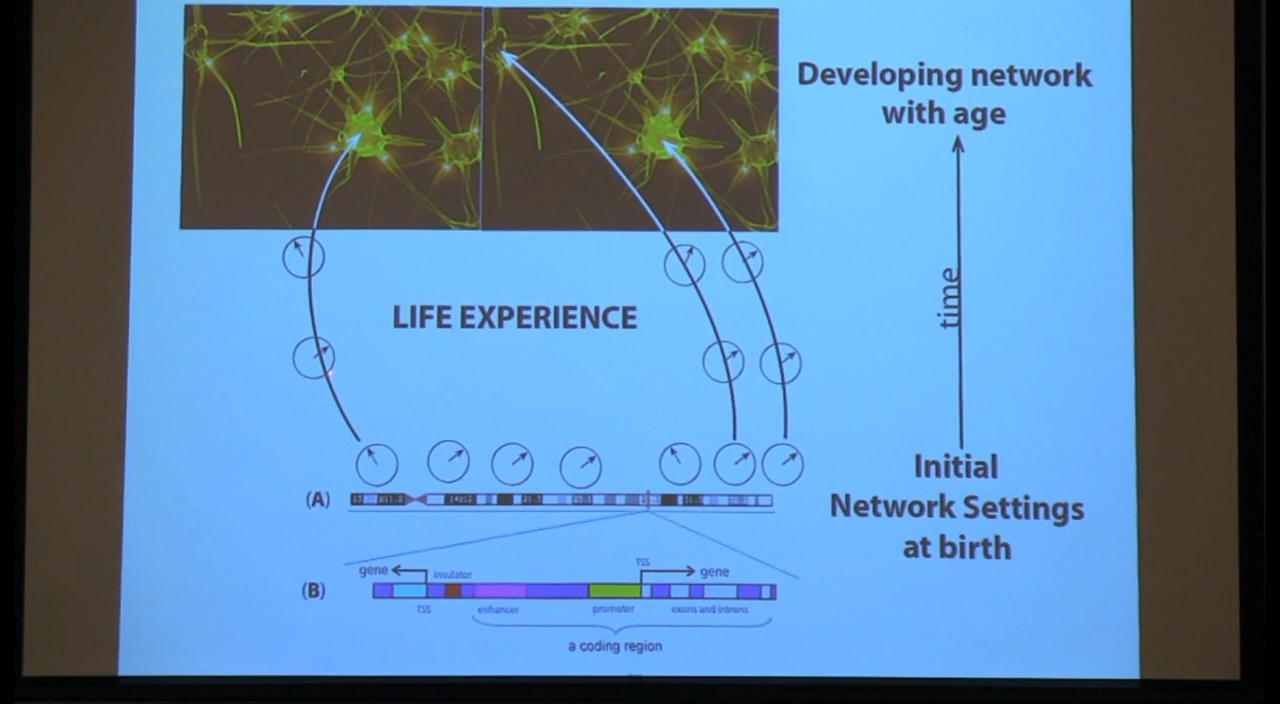 Developing network
with age
time
LIFE EXPERIENCE
Initial
Network Settings
at birth
(A)
(B)
gene
insulator
TSS
gene
TSS
enhancer
promoter
exons and introns
a coding region